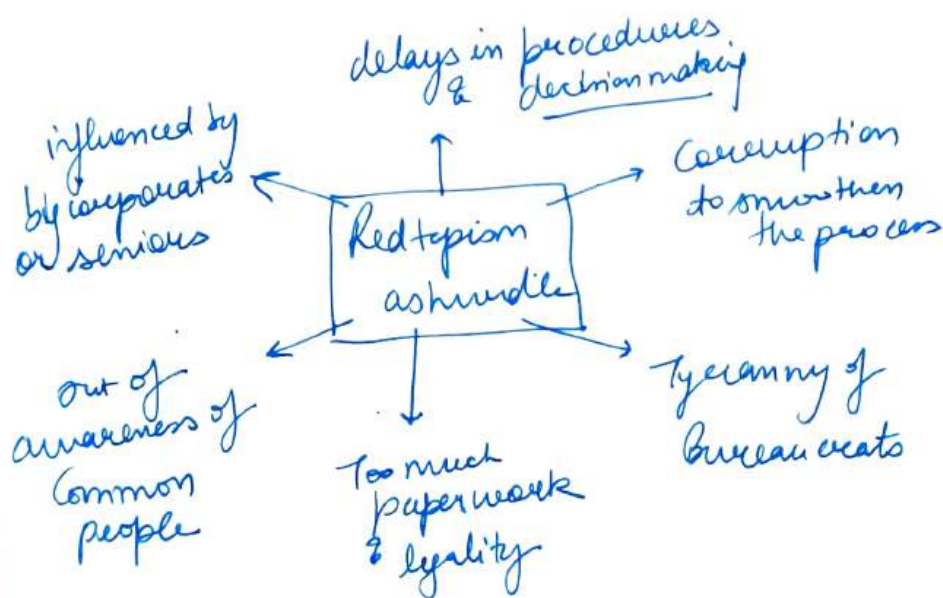 delays in procedures
& decision making
influenced by
by corporates
or seniors
Corruption
to smoothen
the process
Redtapism
as hurdle
out of
awareness of
Common
people
Too much
paperwork
& legality
Tyranny of
Bureaucrats